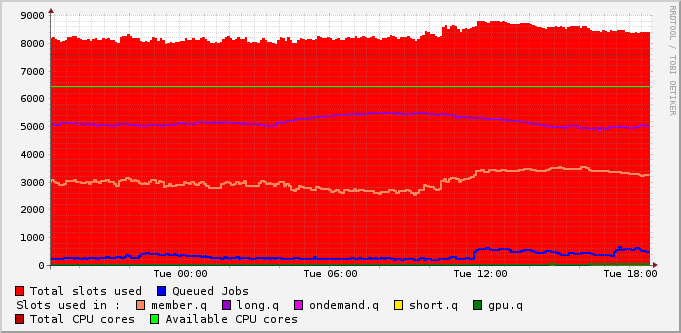 9000
8000
7000
6000
5000
4000
3000
2000
1000
0
Tue 00:00 Tue 06:00 Tue 12:00 Tue 18:00
RRDTOOL / TOBI OETIKER
Total slots used Queued Jobs
Slots used in : member.q long.q ondemand.q short.q gpu.q
Total CPU cores Available CPU cores